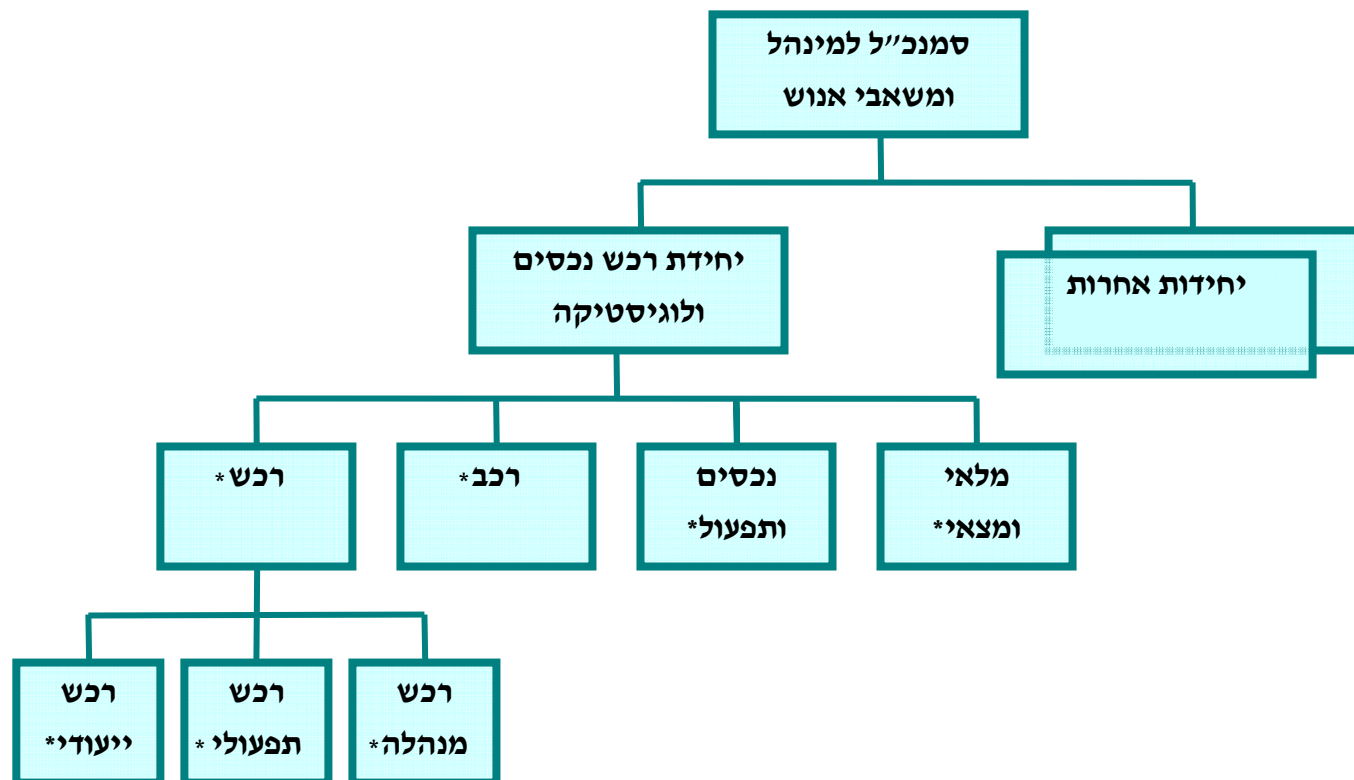 סמנכ״ל למינהל
ומשאבי אנוש
יחידות אחרות
יחידת רכש נכסים
ולוגיסטיקה
מלאי
ומצאי*
נכסים
ותפעול*
רכב*
רכש*
רכש
מנהלה*
רכש
תפעולי *
רכש
ייעודי*